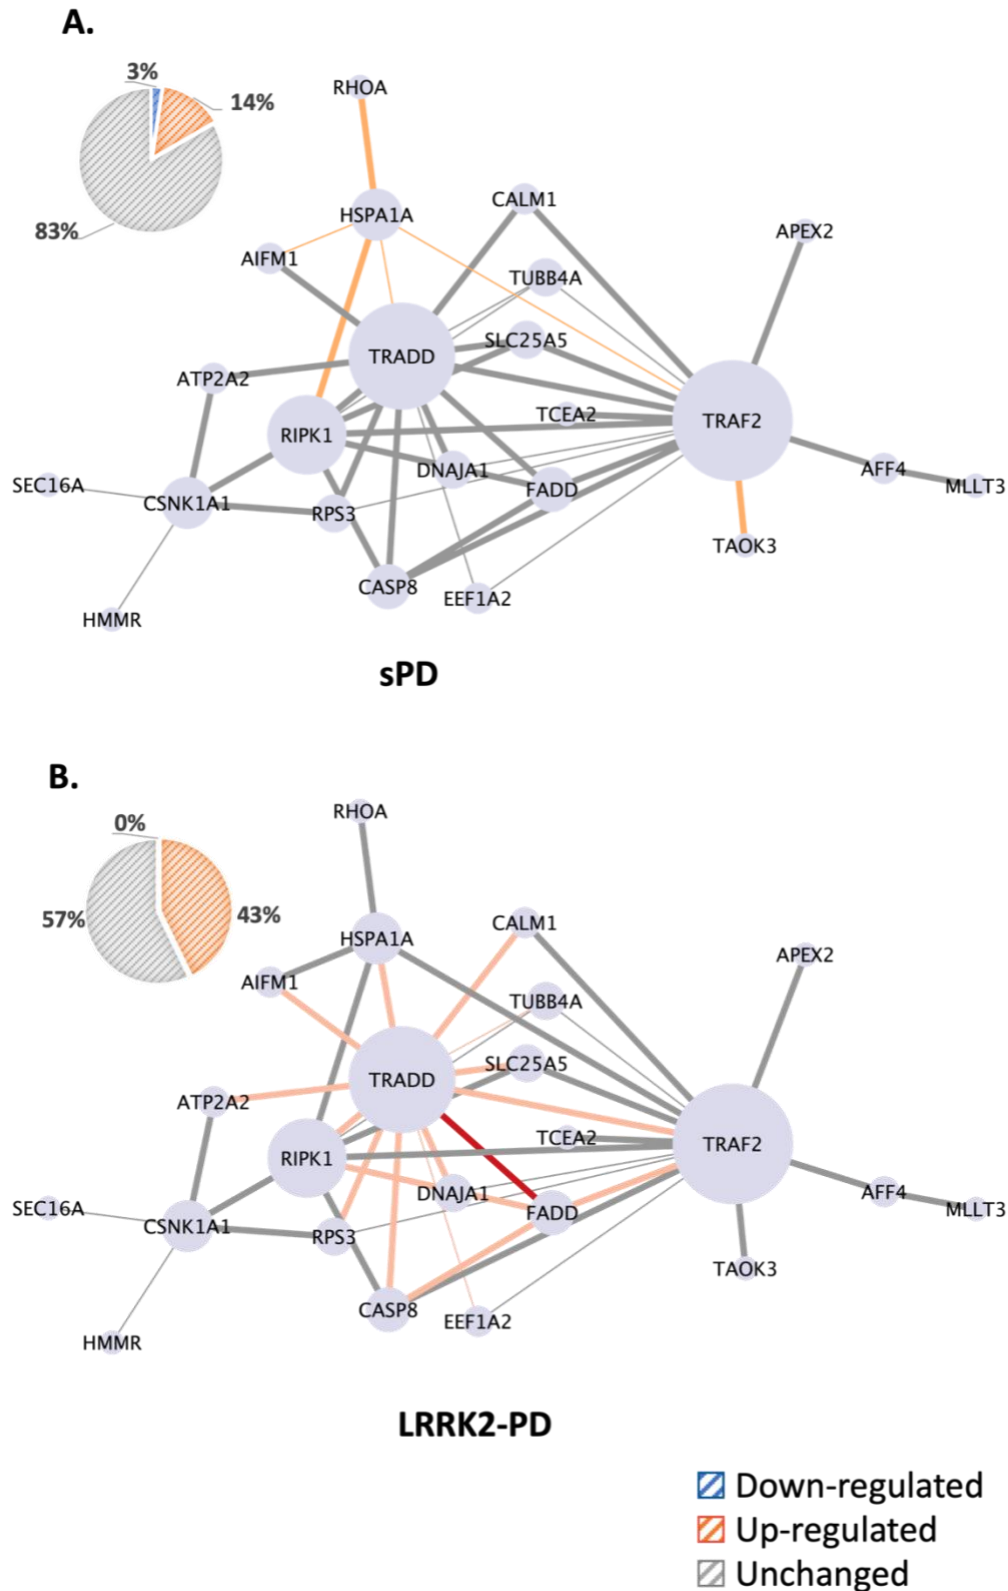 A.
3%
14%
83%
RHOA
HSPA1A
CALM1
APEX2
AIFM1
TUBB4A
SLC25A5
TRADD
ATP2A2
TCEA2
TRAF2
RIPK1
DNAJA1
AFF4
SEC16A
FADD
MLLT3
CSNK1A1
RPS3
TAOK3
CASP8
EEF1A2
HMMR
sPD
B.
0%
57%
43%
RHOA
HSPA1A
CALM1
APEX2
AIFM1
TUBB4A
SLC25A5
TRADD
ATP2A2
TCEA2
TRAF2
RIPK1
DNAJA1
AFF4
SEC16A
FADD
MLLT3
CSNK1A1
RPS3
TAOK3
CASP8
EEF1A2
HMMR
LRRK2-PD
Down-regulated
Up-regulated
Unchanged